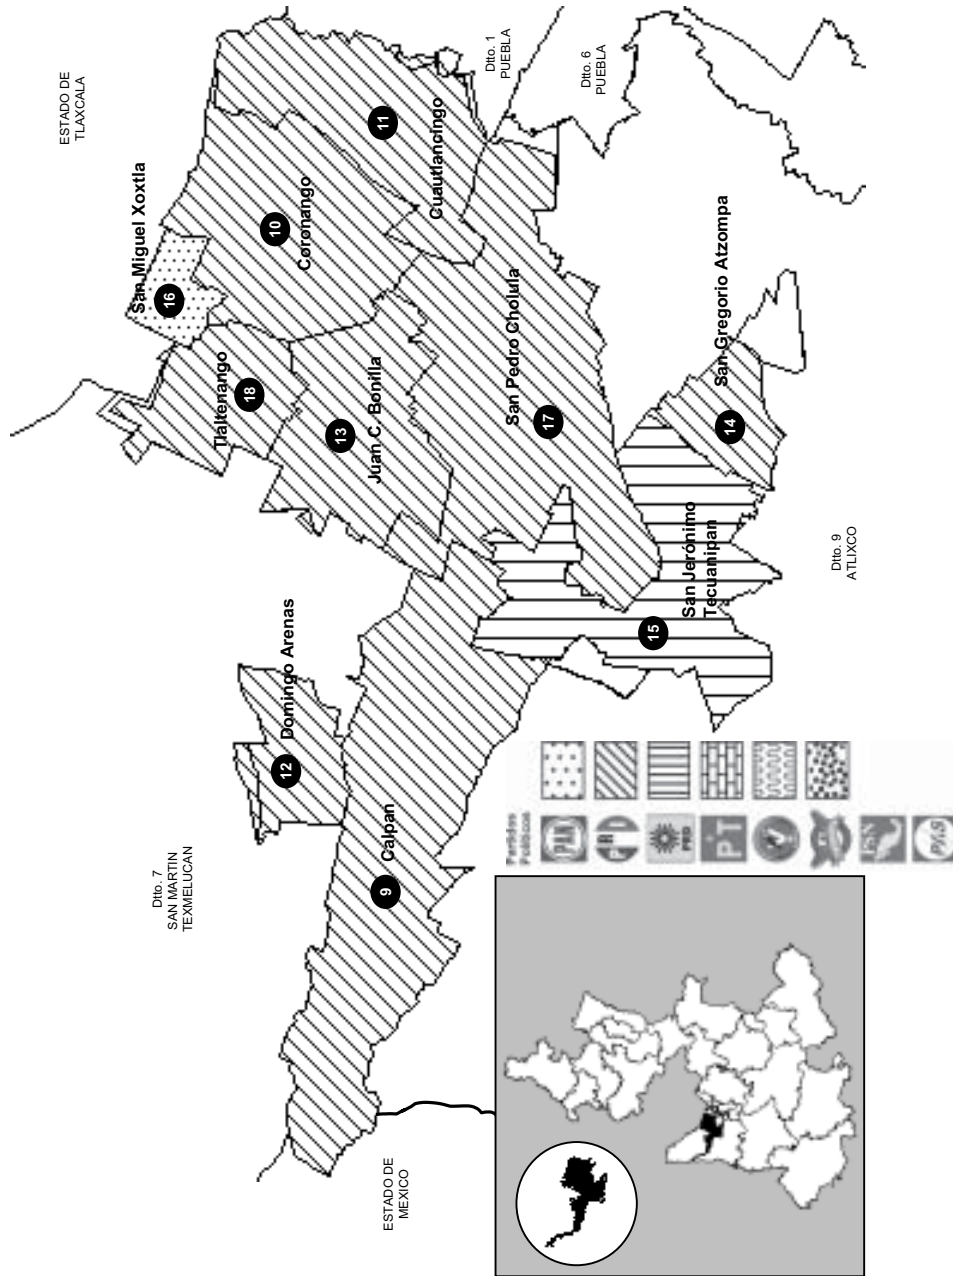 ESTADO DE
TLAXCALA
Dtto. 1
PUEBLA
Dtto. 6
PUEBLA
San Miguel Xoxtla
16
10
Coronango
11
Cuautlancingo
Tlaltenango
18
13
Juan C. Bonilla
San Pedro Cholula
17
San Gregorio Atzompa
14
San Jerónimo
Tecuanipan
15
Dtto. 9
ATLIXCO
Domingo Arenas
12
Dtto. 7
SAN MARTIN
TEXMELUCAN
Calpan
9
ESTADO DE
MEXICO
Partidos
Políticos
PAN
PRD
PT
PSN
PAS